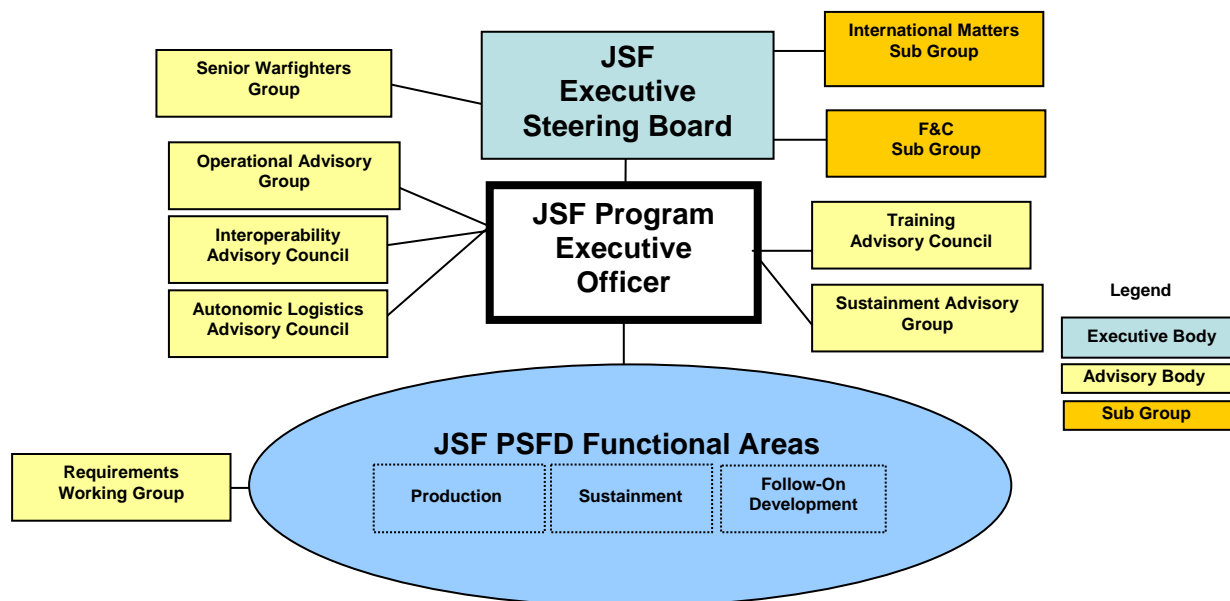 Senior Warfighters
Group
JSF
Executive
Steering Board
International Matters
Sub Group
F&C
Sub Group
Operational Advisory
Group
Interoperability
Advisory Council
Autonomic Logistics
Advisory Council
JSF Program
Executive
Officer
Training
Advisory Council
Sustainment Advisory
Group
Legend
Executive Body
Advisory Body
Sub Group
JSF PSFD Functional Areas
Production
Sustainment
Follow-On
Development
Requirements
Working Group